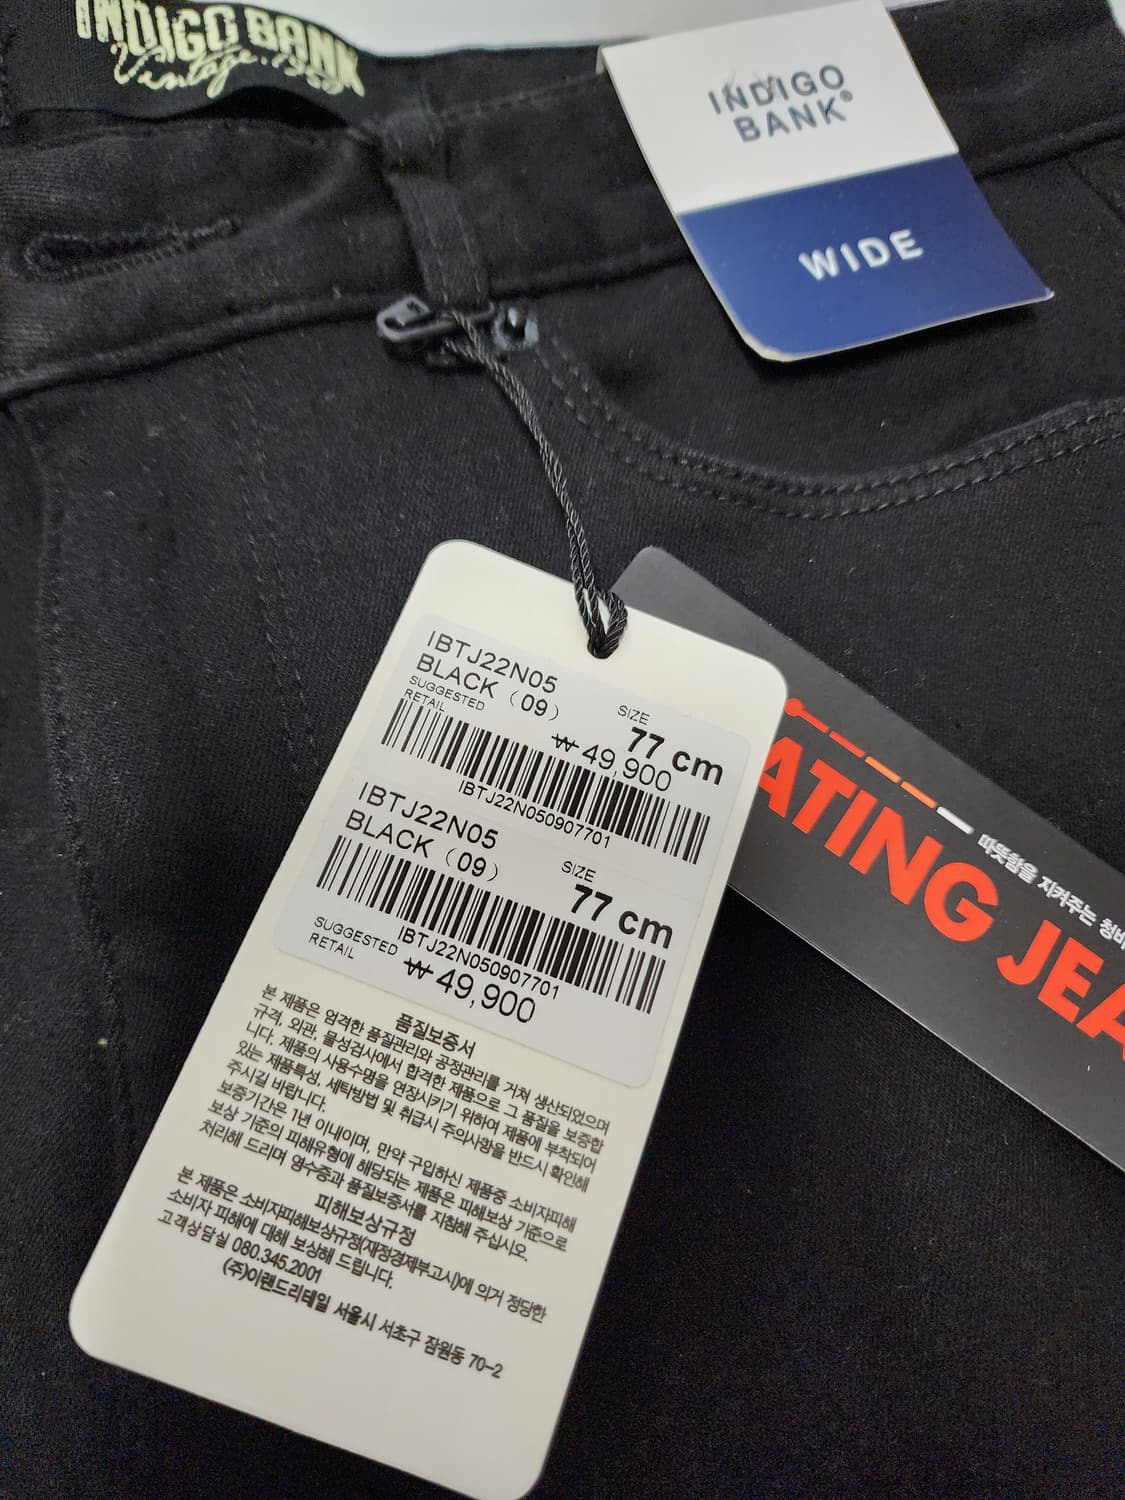 INDIGO BANK
Vintage.
INDIGO
BANK®
WIDE
IBTJ22N05
BLACK (09)
SUGGESTED
RETAIL
SIZE
77 cm
₩ 49,900
IBTJ22N050907701
IBTJ22N05
BLACK (09)
SIZE
77 cm
IBTJ22N050907701
SUGGESTED
RETAIL
₩ 49,900
품질보증서
본 제품은 엄격한 품질관리와 공정관리를 거쳐 생산되었으며
규격, 외관, 물성검사에서 합격한 제품으로 그 품질을 보증합
니다. 제품의 사용수명을 연장시키기 위하여 제품에 부착되어
있는 제품특성, 세탁방법 및 취급시 주의사항을 반드시 확인해
주시길 바랍니다.
보증기간은 1년 이내이며, 만약 구입하신 제품중 소비자피해
보상 기준의 피해유형에 해당되는 제품은 피해보상 기준으로
처리해 드리며 영수증과 품질보증서를 지참해 주십시오.
피해보상규정
본 제품은 소비자피해보상규정(재정경제부고시)에 의거 정당한
소비자 피해에 대해 보상해 드립니다.
고객상담실 080.345.2001
(주)이랜드리테일 서울시 서초구 잠원동 70-2
따뜻함을 지켜주는 청바
ATING JEA